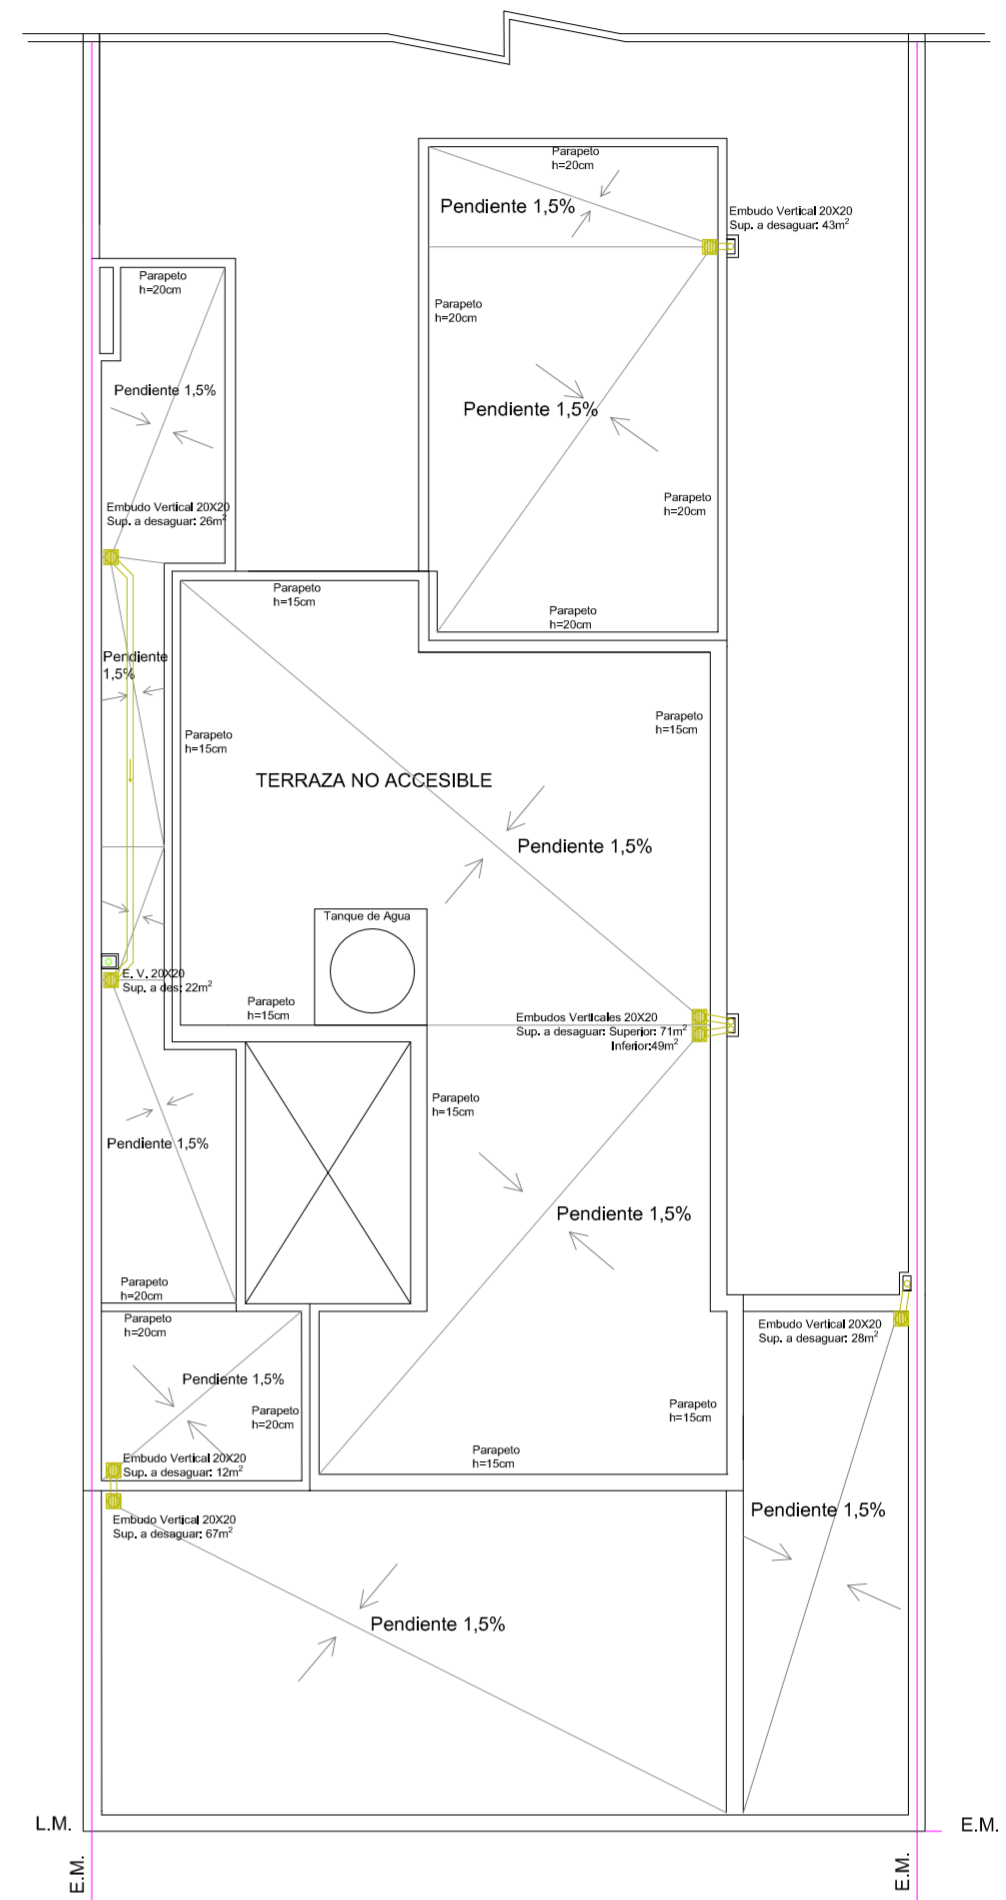 Parapeto
h=20cm
Pendiente 1,5%
Embudo Vertical 20X20
Sup. a desaguar: 43m²
Parapeto
h=20cm
Parapeto
h=20cm
Pendiente 1,5%
Pendiente 1,5%
Parapeto
h=20cm
Embudo Vertical 20X20
Sup. a desaguar: 26m²
Parapeto
h=15cm
Parapeto
h=20cm
Pendiente
1,5%
Parapeto
h=15cm
Parapeto
h=15cm
TERRAZA NO ACCESIBLE
Pendiente 1,5%
Tanque de Agua
E. V. 20X20
Sup. a des: 22m²
Parapeto
h=15cm
Embudos Verticales 20X20
Sup. a desaguar: Superior: 71m²
Inferior:49m²
Parapeto
h=15cm
Pendiente 1,5%
Pendiente 1,5%
Parapeto
h=20cm
Parapeto
h=20cm
Embudo Vertical 20X20
Sup. a desaguar: 28m²
Pendiente 1,5%
Parapeto
h=20cm
Parapeto
h=15cm
Parapeto
h=15cm
Embudo Vertical 20X20
Sup. a desaguar: 12m²
Embudo Vertical 20X20
Sup. a desaguar: 67m²
Pendiente 1,5%
Pendiente 1,5%
L.M.
E.M.
E.M.
E.M.